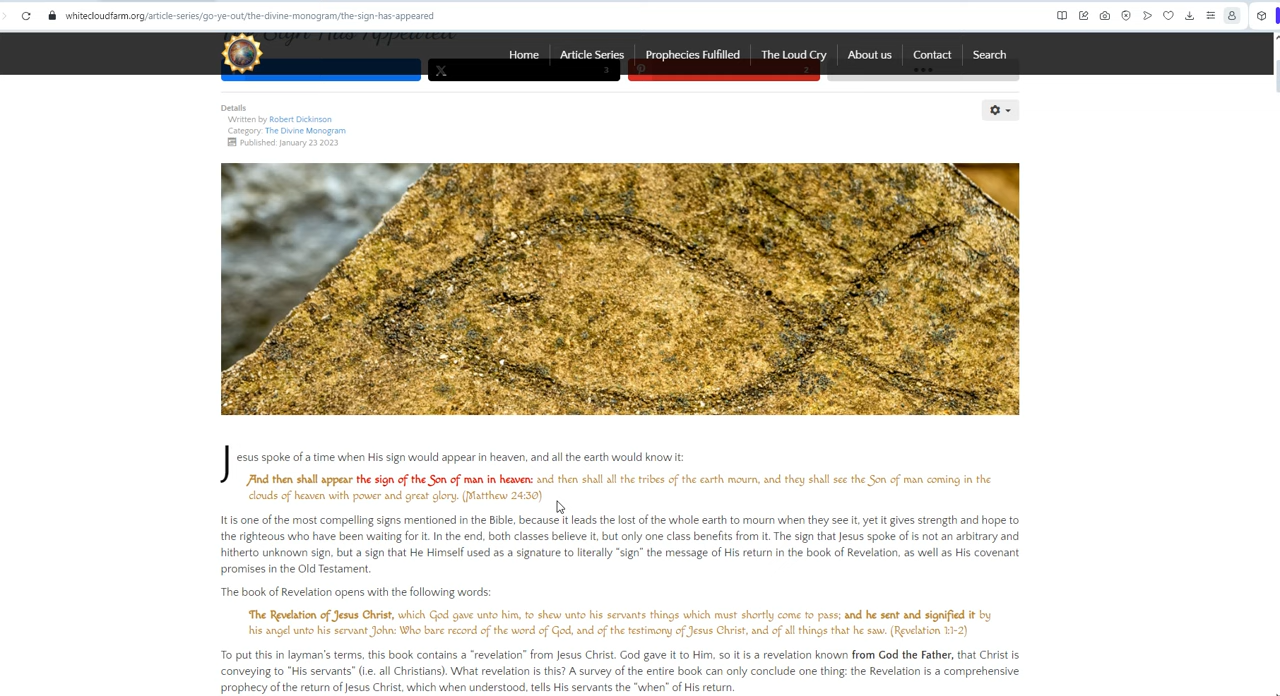 whitecloudfarm.org/article-series/go-ye-out/the-divine-monogram/the-sign-has-appeared
Sign Has Appeared
Home Article Series Prophecies Fulfilled The Loud Cry About us Contact Search
3 2
Details
Written by Robert Dickinson
Category: The Divine Monogram
Published: January 23 2023
Jesus spoke of a time when His sign would appear in heaven, and all the earth would know it:
And then shall appear the sign of the Son of man in heaven: and then shall all the tribes of the earth mourn, and they shall see the Son of man coming in the
clouds of heaven with power and great glory. (Matthew 24:30)
It is one of the most compelling signs mentioned in the Bible, because it leads the lost of the whole earth to mourn when they see it, yet it gives strength and hope to
the righteous who have been waiting for it. In the end, both classes believe it, but only one class benefits from it. The sign that Jesus spoke of is not an arbitrary and
hitherto unknown sign, but a sign that He Himself used as a signature to literally “sign” the message of His return in the book of Revelation, as well as His covenant
promises in the Old Testament.
The book of Revelation opens with the following words:
The Revelation of Jesus Christ, which God gave unto him, to shew unto his servants things which must shortly come to pass; and he sent and signified it by
his angel unto his servant John: Who bare record of the word of God, and of the testimony of Jesus Christ, and of all things that he saw. (Revelation 1:1-2)
To put this in layman’s terms, this book contains a “revelation” from Jesus Christ. God gave it to Him, so it is a revelation known from God the Father, that Christ is
conveying to “His servants” (i.e. all Christians). What revelation is this? A survey of the entire book can only conclude one thing: the Revelation is a comprehensive
prophecy of the return of Jesus Christ, which when understood, tells His servants the “when” of His return.